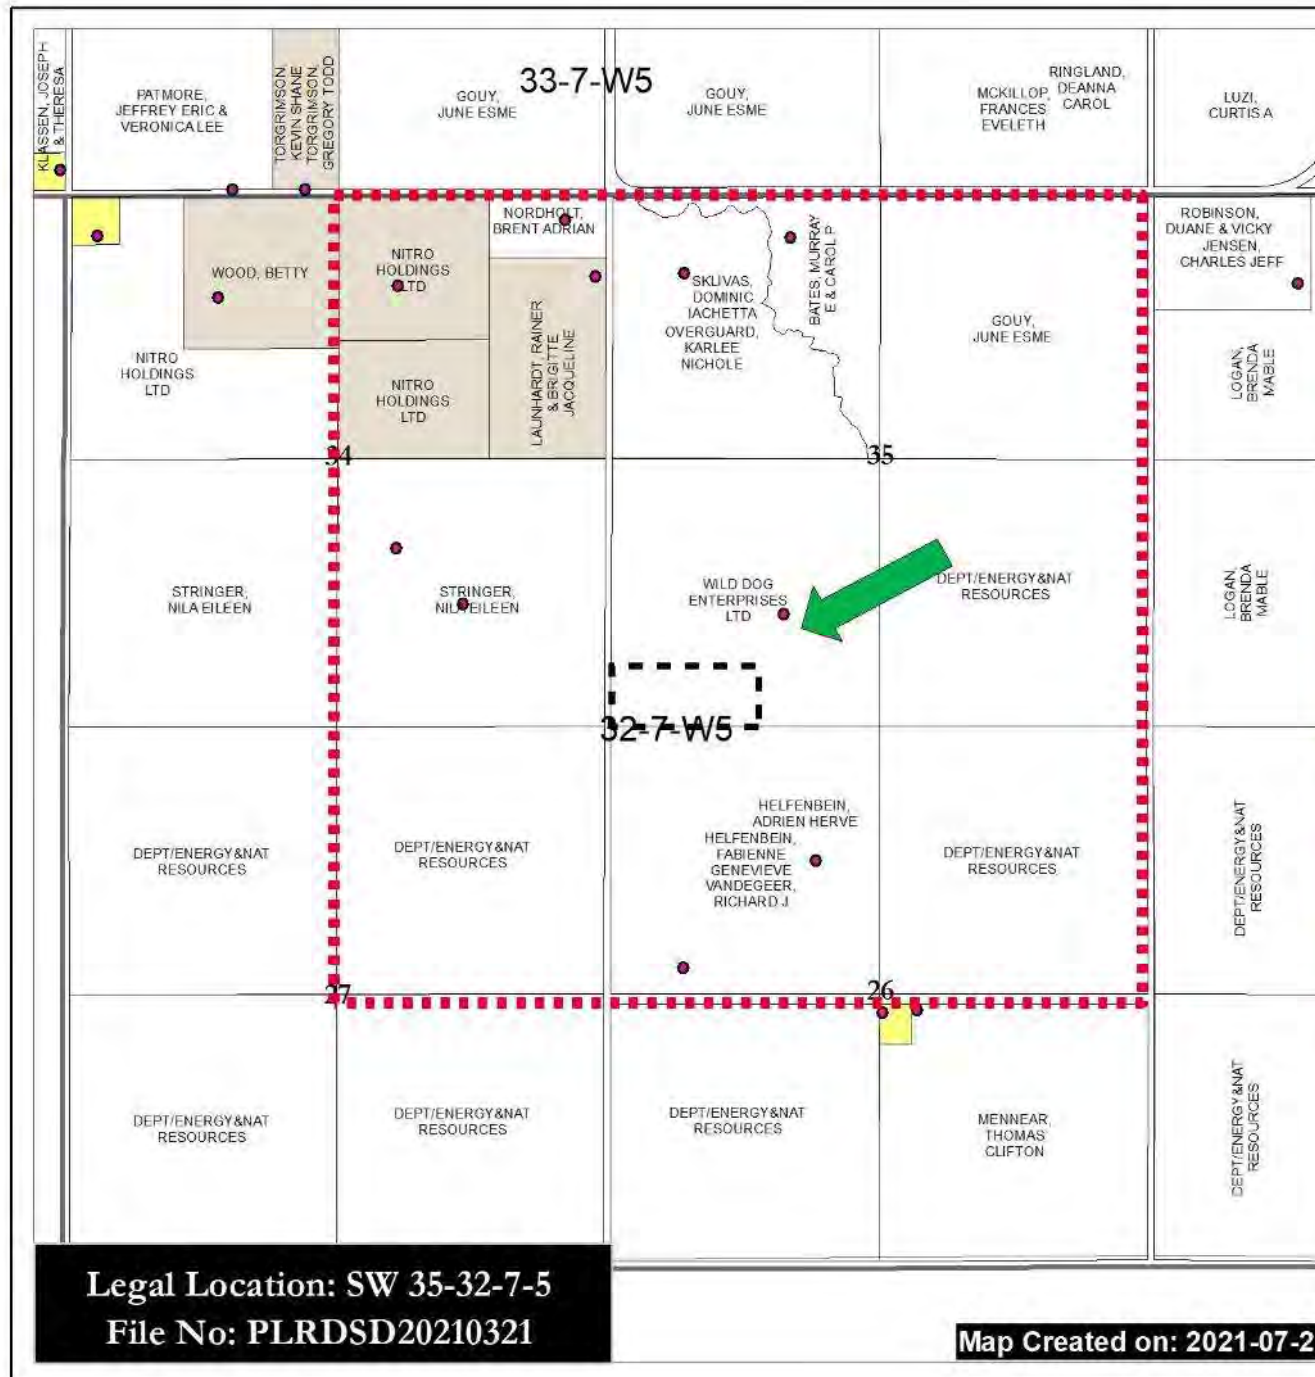 KLASSEN, JOSEPH
& THERESA
PATMORE,
JEFFREY ERIC &
VERONICA LEE
TORGRIMSON,
KEVIN SHANE
TORGRIMSON,
GREGORY TODD
GOUY,
JUNE ESME
33-7-W5
GOUY,
JUNE ESME
MCKILLOP,
FRANCES
EVELETH
RINGLAND,
DEANNA
CAROL
LUZI,
CURTIS A
WOOD, BETTY
NITRO
HOLDINGS
LTD
NORDHOLT,
BRENT ADRIAN
SKLIVAS,
DOMINIC
IACHETTA
OVERGUARD,
KARLEE
NICHOLE
BATES, MURRAY
E & CAROL P
GOUY,
JUNE ESME
ROBINSON,
DUANE & VICKY
JENSEN,
CHARLES JEFF
NITRO
HOLDINGS
LTD
NITRO
HOLDINGS
LTD
LAUNHARDT, RAINER
& BRIGITTE
JACQUELINE
LOGAN,
BRENDA
MABLE
34
35
STRINGER,
NILA EILEEN
STRINGER,
NILA EILEEN
WILD DOG
ENTERPRISES
LTD
DEPT/ENERGY&NAT
RESOURCES
LOGAN,
BRENDA
MABLE
32-7-W5
DEPT/ENERGY&NAT
RESOURCES
DEPT/ENERGY&NAT
RESOURCES
HELFENBEIN,
ADRIEN HERVE
HELFENBEIN,
FABIENNE
GENEVIEVE
VANDEGEER,
RICHARD J
DEPT/ENERGY&NAT
RESOURCES
DEPT/ENERGY&NAT
RESOURCES
27
26
DEPT/ENERGY&NAT
RESOURCES
DEPT/ENERGY&NAT
RESOURCES
DEPT/ENERGY&NAT
RESOURCES
MENNEAR,
THOMAS
CLIFTON
DEPT/ENERGY&NAT
RESOURCES
Legal Location: SW 35-32-7-5
File No: PLRDSD20210321
Map Created on: 2021-07-2